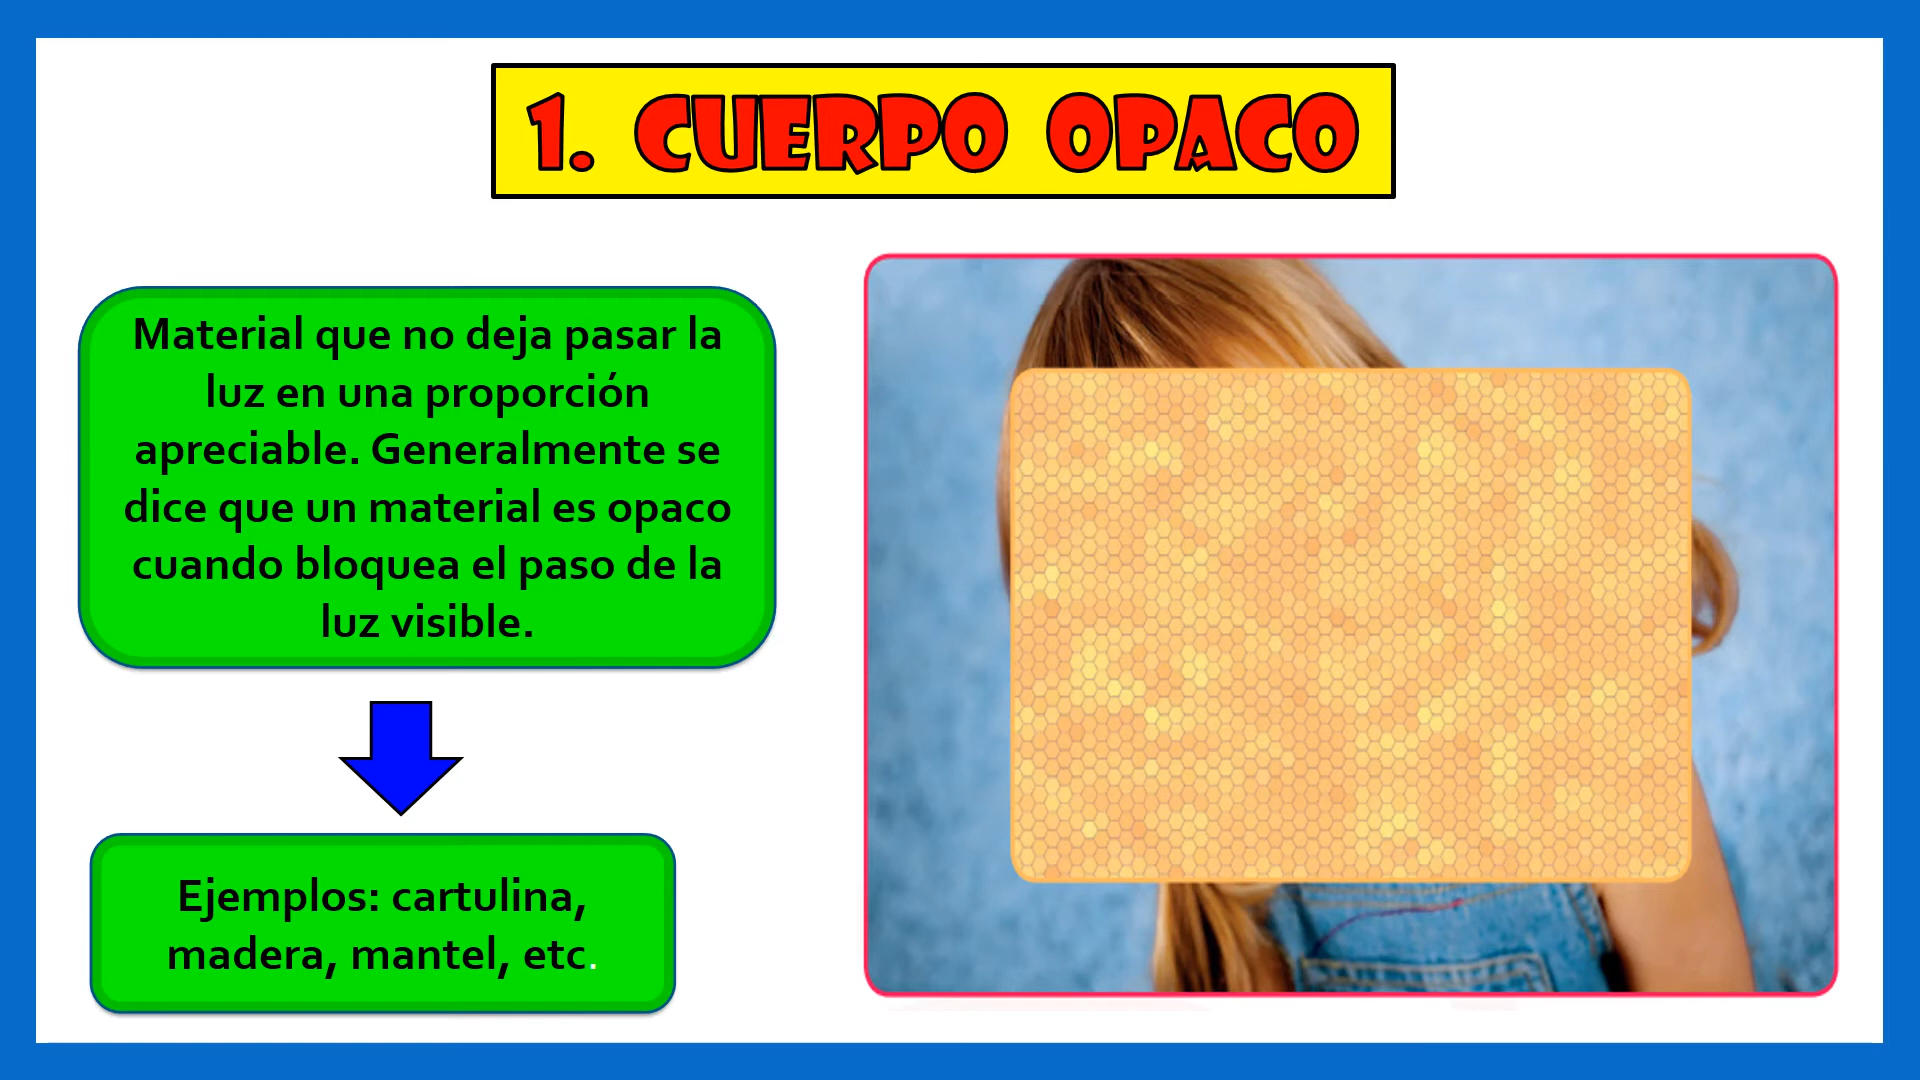 1. CUERPO OPACO
Material que no deja pasar la
luz en una proporción
apreciable. Generalmente se
dice que un material es opaco
cuando bloquea el paso de la
luz visible.
Ejemplos: cartulina,
madera, mantel, etc.